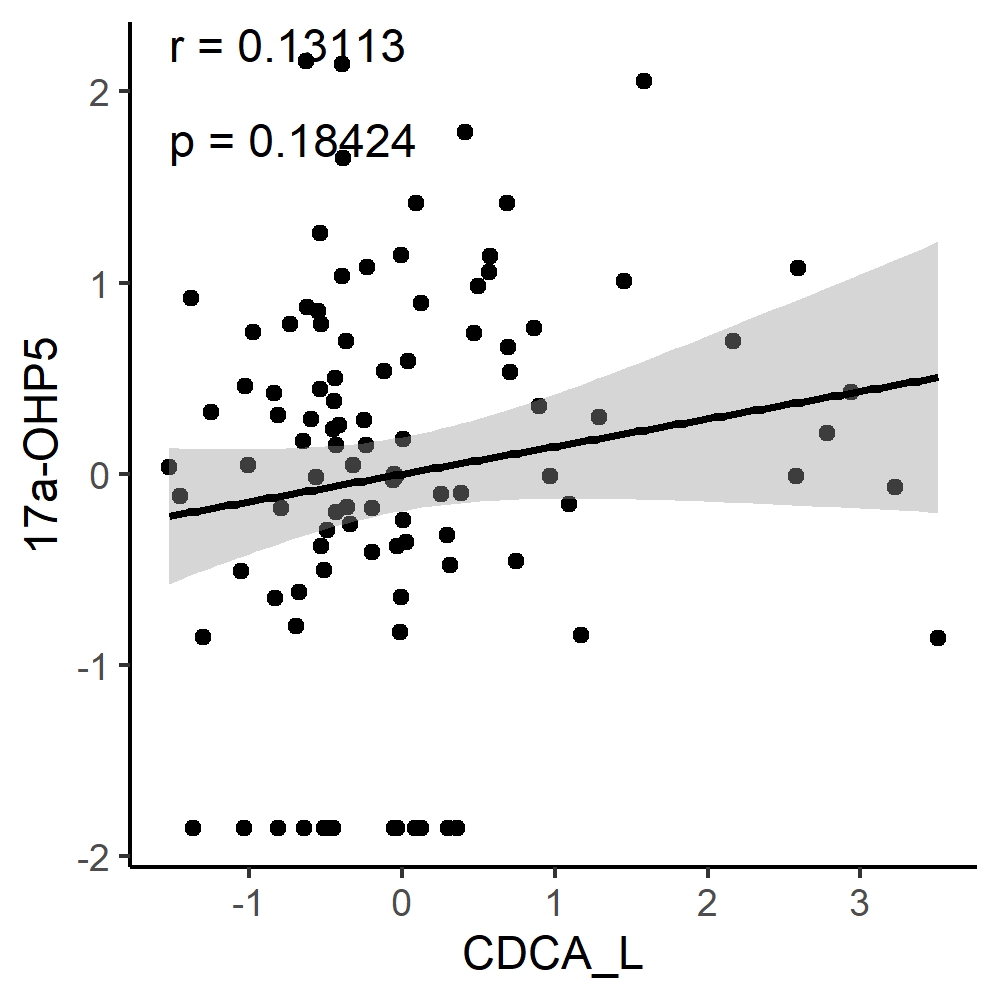 r = 0.13113
p = 0.18424
2
1
0
-1
-2
17a-OHP5
-1 0 1 2 3
CDCA_L